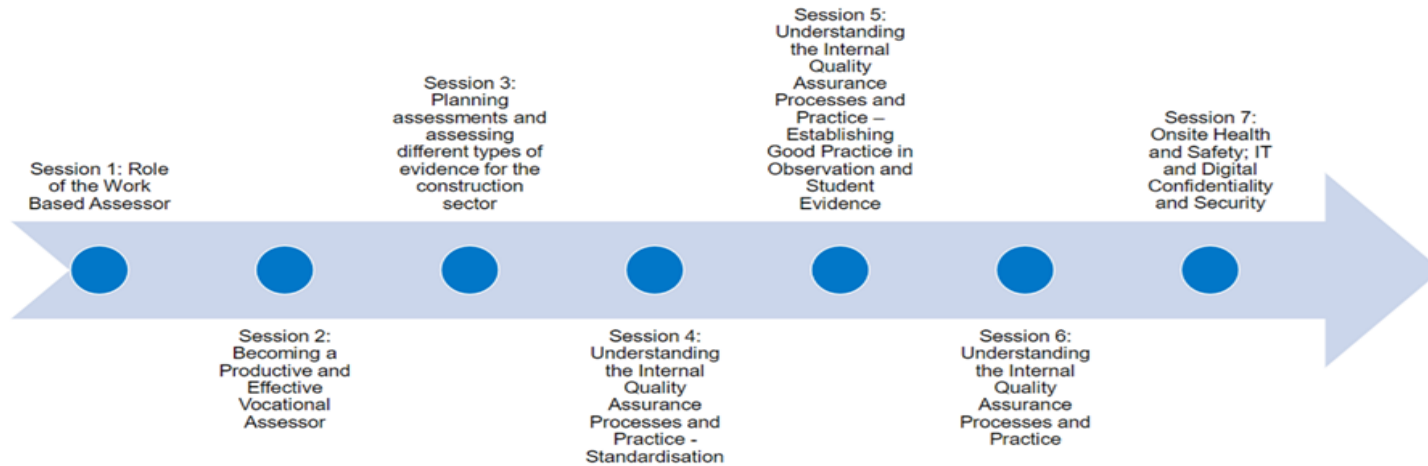 Session 1: Role
of the Work
Based Assessor
Session 2:
Becoming a
Productive and
Effective
Vocational
Assessor
Session 3:
Planning
assessments and
assessing
different types of
evidence for the
construction
sector
Session 4:
Understanding
the Internal
Quality
Assurance
Processes and
Practice -
Standardisation
Session 5:
Understanding
the Internal
Quality
Assurance
Processes and
Practice –
Establishing
Good Practice in
Observation and
Student
Evidence
Session 6:
Understanding
the Internal
Quality
Assurance
Processes and
Practice
Session 7:
Onsite Health
and Safety; IT
and Digital
Confidentiality
and Security